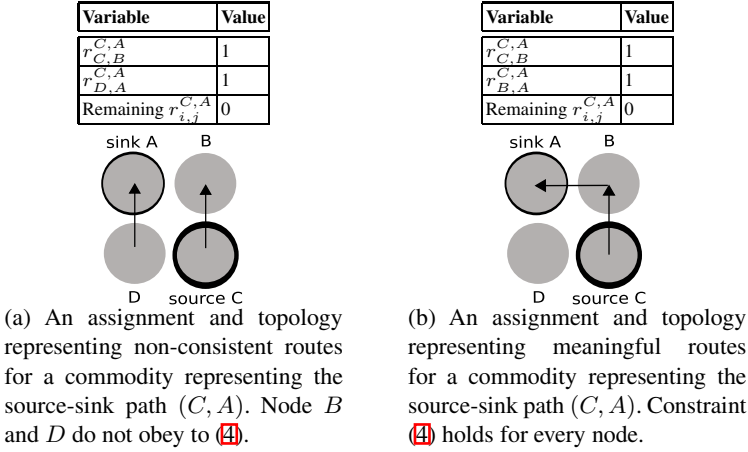 Variable Value
r^{C,A}_{C,B} 1
r^{C,A}_{D,A} 1
Remaining r^{C,A}_{i,j} 0
sink A B
D source C
(a) An assignment and topology
representing non-consistent routes
for a commodity representing the
source-sink path (C, A). Node B
and D do not obey to (4).
Variable Value
r^{C,A}_{C,B} 1
r^{C,A}_{B,A} 1
Remaining r^{C,A}_{i,j} 0
sink A B
D source C
(b) An assignment and topology
representing meaningful routes
for a commodity representing the
source-sink path (C, A). Constraint
(4) holds for every node.